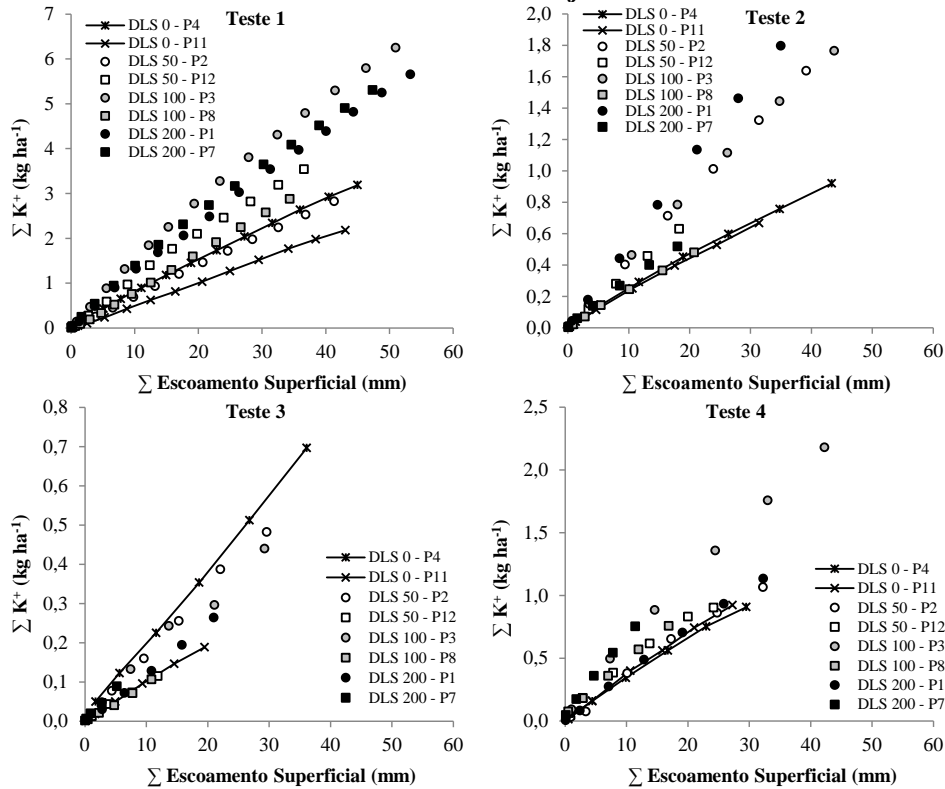 Teste 1
∑ K⁺ (kg ha⁻¹)
7
6
5
4
3
2
1
0
DLS 0 - P4
DLS 0 - P11
DLS 50 - P2
DLS 50 - P12
DLS 100 - P3
DLS 100 - P8
DLS 200 - P1
DLS 200 - P7
0 10 20 30 40 50 60
∑ Escoamento Superficial (mm)
Teste 2
∑ K⁺ (kg ha⁻¹)
2,0
1,8
1,6
1,4
1,2
1,0
0,8
0,6
0,4
0,2
0,0
DLS 0 - P4
DLS 0 - P11
DLS 50 - P2
DLS 50 - P12
DLS 100 - P3
DLS 100 - P8
DLS 200 - P1
DLS 200 - P7
0 10 20 30 40 50 60
∑ Escoamento Superficial (mm)
Teste 3
∑ K⁺ (kg ha⁻¹)
0,8
0,7
0,6
0,5
0,4
0,3
0,2
0,1
0,0
DLS 0 - P4
DLS 0 - P11
DLS 50 - P2
DLS 50 - P12
DLS 100 - P3
DLS 100 - P8
DLS 200 - P1
DLS 200 - P7
0 10 20 30 40 50 60
∑ Escoamento Superficial (mm)
Teste 4
∑ K⁺ (kg ha⁻¹)
2,5
2,0
1,5
1,0
0,5
0,0
DLS 0 - P4
DLS 0 - P11
DLS 50 - P2
DLS 50 - P12
DLS 100 - P3
DLS 100 - P8
DLS 200 - P1
DLS 200 - P7
0 10 20 30 40 50 60
∑ Escoamento Superficial (mm)